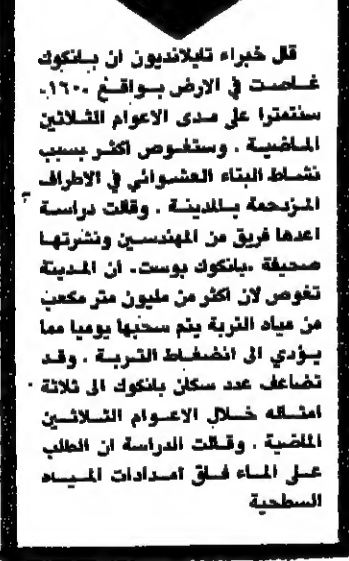 قال خبراء تايلانديون ان بانكوك
غاصت في الارض بواقع ١٦٠٠
سنتمترا على مدى الاعوام الثلاثين
الماضية . وستغوص اكثر بسبب
نشاط البناء العشوائي في الاطراف
المزدحمة بالمدينة . وقالت دراسة
اعدها فريق من المهندسين ونشرتها
صحيفة «بانكوك بوست» ان المدينة
تغوص لان اكثر من مليون متر مكعب
من مياه التربة يتم سحبها يوميا مما
يؤدي الى انضغاط التربة . وقد
تضاعف عدد سكان بانكوك الى ثلاثة
امثاله خلال الاعوام الثلاثين
الماضية . وقالت الدراسة ان الطلب
على الماء فاق امدادات المياه
السطحية